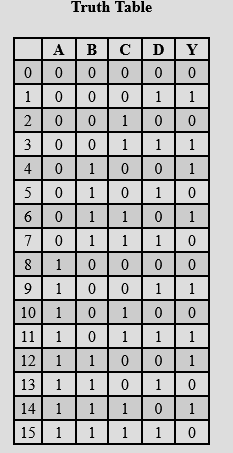 Truth Table
A B C D Y
0 0 0 0 0 0
1 0 0 0 1 1
2 0 0 1 0 0
3 0 0 1 1 1
4 0 1 0 0 1
5 0 1 0 1 0
6 0 1 1 0 1
7 0 1 1 1 0
8 1 0 0 0 0
9 1 0 0 1 1
10 1 0 1 0 0
11 1 0 1 1 1
12 1 1 0 0 1
13 1 1 0 1 0
14 1 1 1 0 1
15 1 1 1 1 0